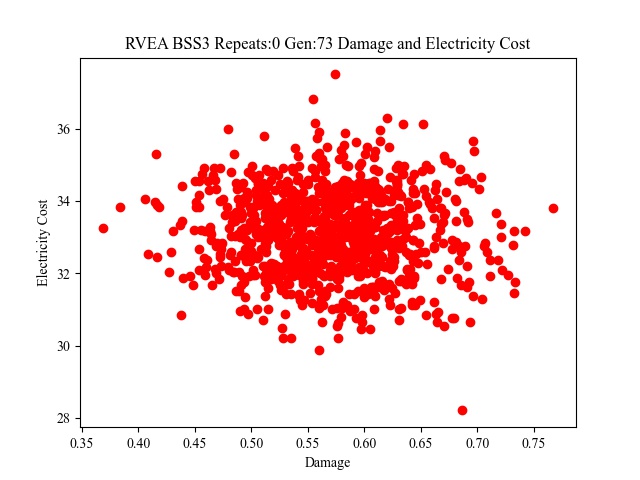 RVEA BSS3 Repeats:0 Gen:73 Damage and Electricity Cost
36
34
32
30
28
Electricity Cost
0.35 0.40 0.45 0.50 0.55 0.60 0.65 0.70 0.75
Damage